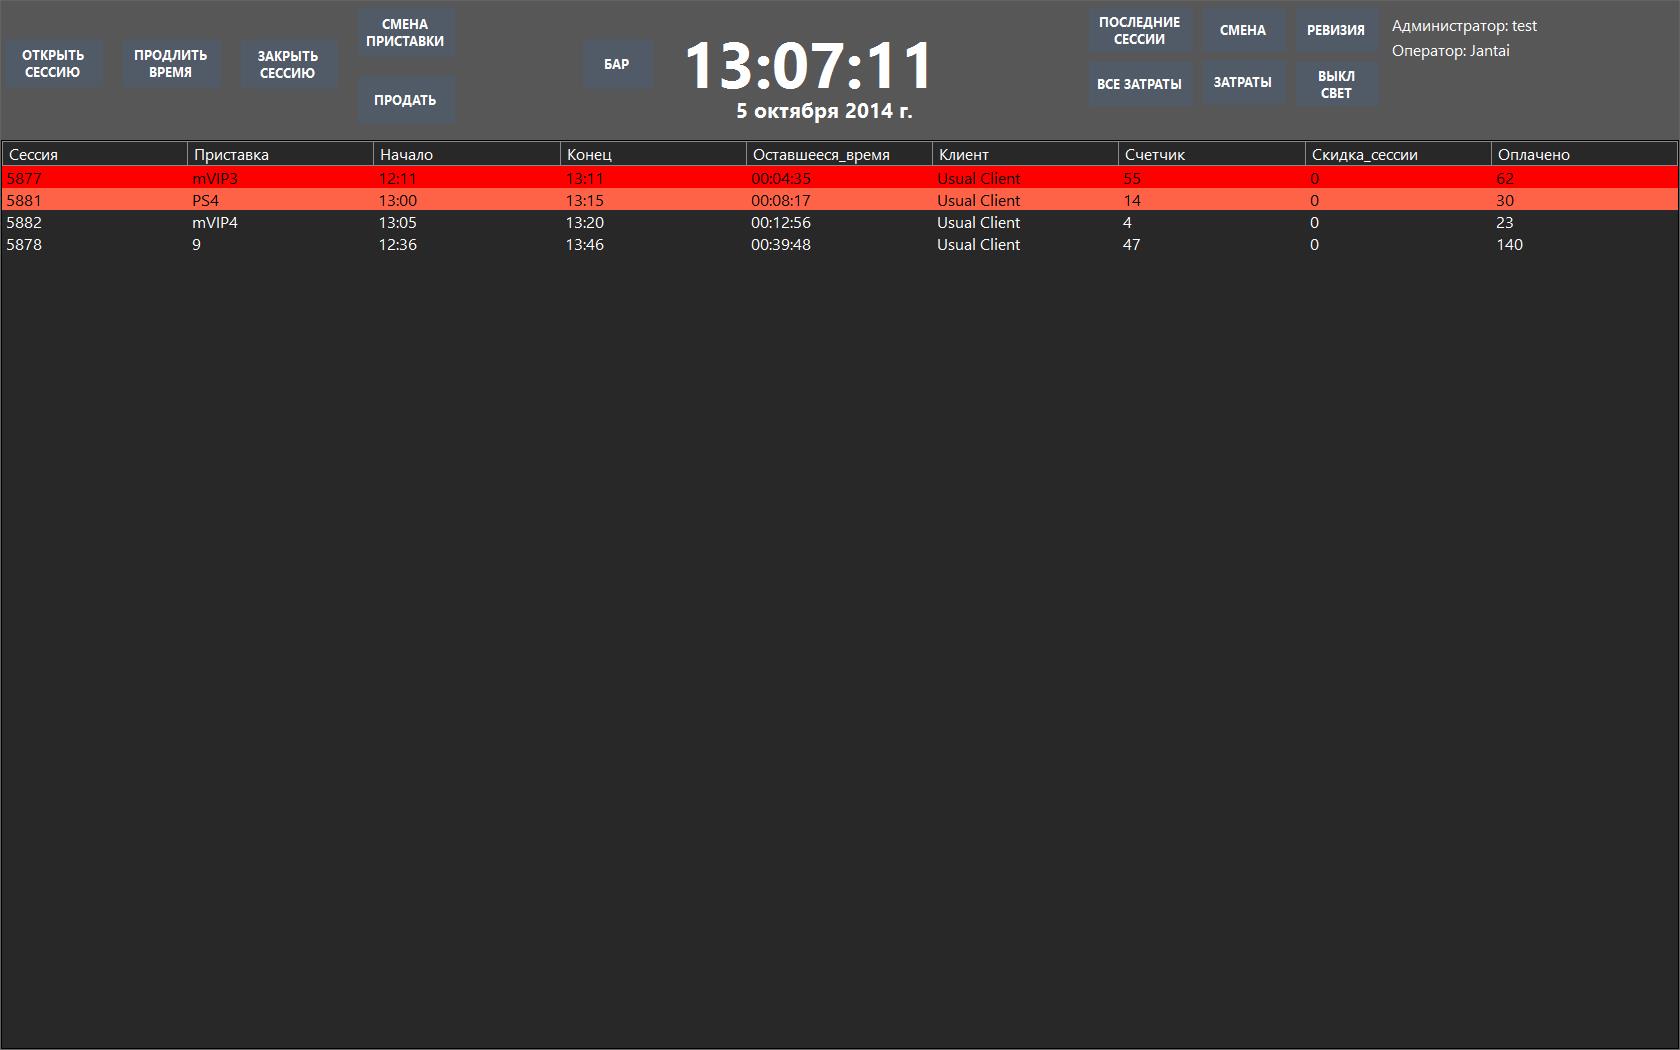 ОТКРЫТЬ
СЕССИЮ
ПРОДЛИТЬ
ВРЕМЯ
ЗАКРЫТЬ
СЕССИЮ
СМЕНА
ПРИСТАВКИ
ПРОДАТЬ
БАР
13:07:11
5 октября 2014 г.
ПОСЛЕДНИЕ
СЕССИИ
СМЕНА
РЕВИЗИЯ
ВСЕ ЗАТРАТЫ
ЗАТРАТЫ
ВЫКЛ
СВЕТ
Администратор: test
Оператор: Jantai
Сессия Приставка Начало Конец Оставшееся_время Клиент Счетчик Скидка_сессии Оплачено
5877 mVIP3 12:11 13:11 00:04:35 Usual Client 55 0 62
5881 PS4 13:00 13:15 00:08:17 Usual Client 14 0 30
5882 mVIP4 13:05 13:20 00:12:56 Usual Client 4 0 23
5878 9 12:36 13:46 00:39:48 Usual Client 47 0 140